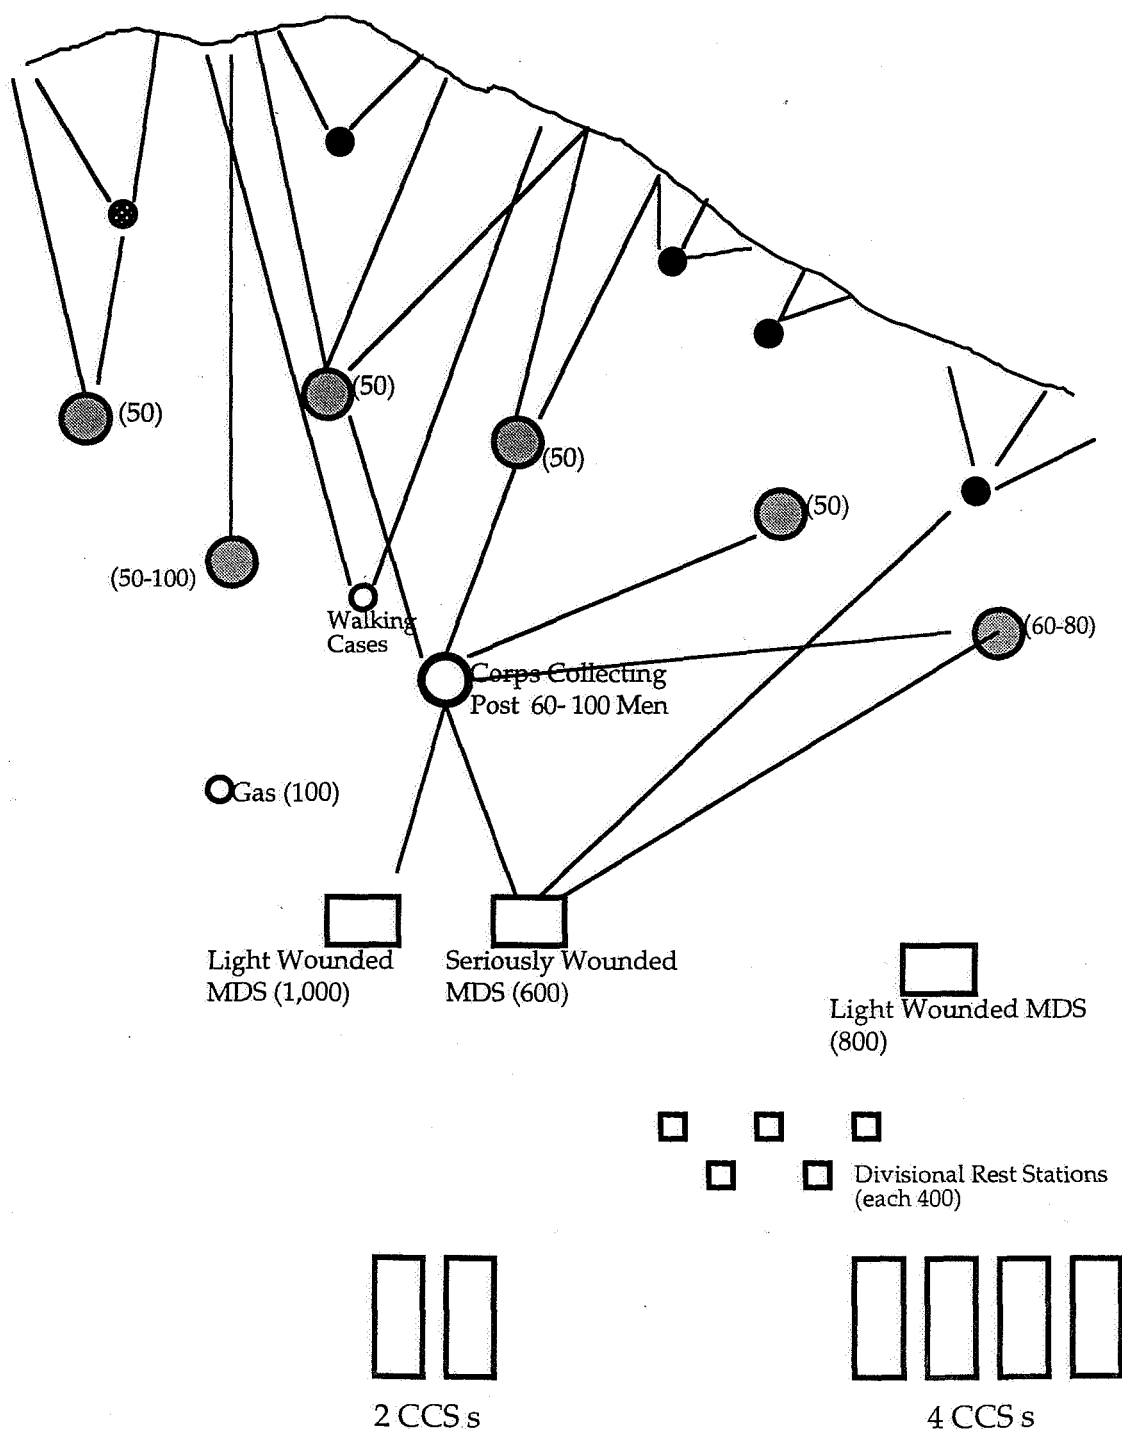 (50)
(50)
(50)
(50)
(50-100)
Walking
Cases
(60-80)
Corps Collecting
Post 60- 100 Men
Gas (100)
Light Wounded
MDS (1,000)
Seriously Wounded
MDS (600)
Light Wounded MDS
(800)
Divisional Rest Stations
(each 400)
2 CCS s
4 CCS s